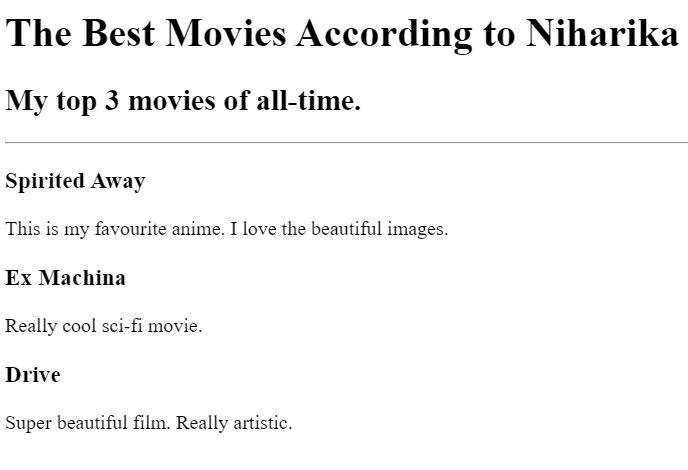 The Best Movies According to Niharika
My top 3 movies of all-time.
Spirited Away
This is my favourite anime. I love the beautiful images.
Ex Machina
Really cool sci-fi movie.
Drive
Super beautiful film. Really artistic.